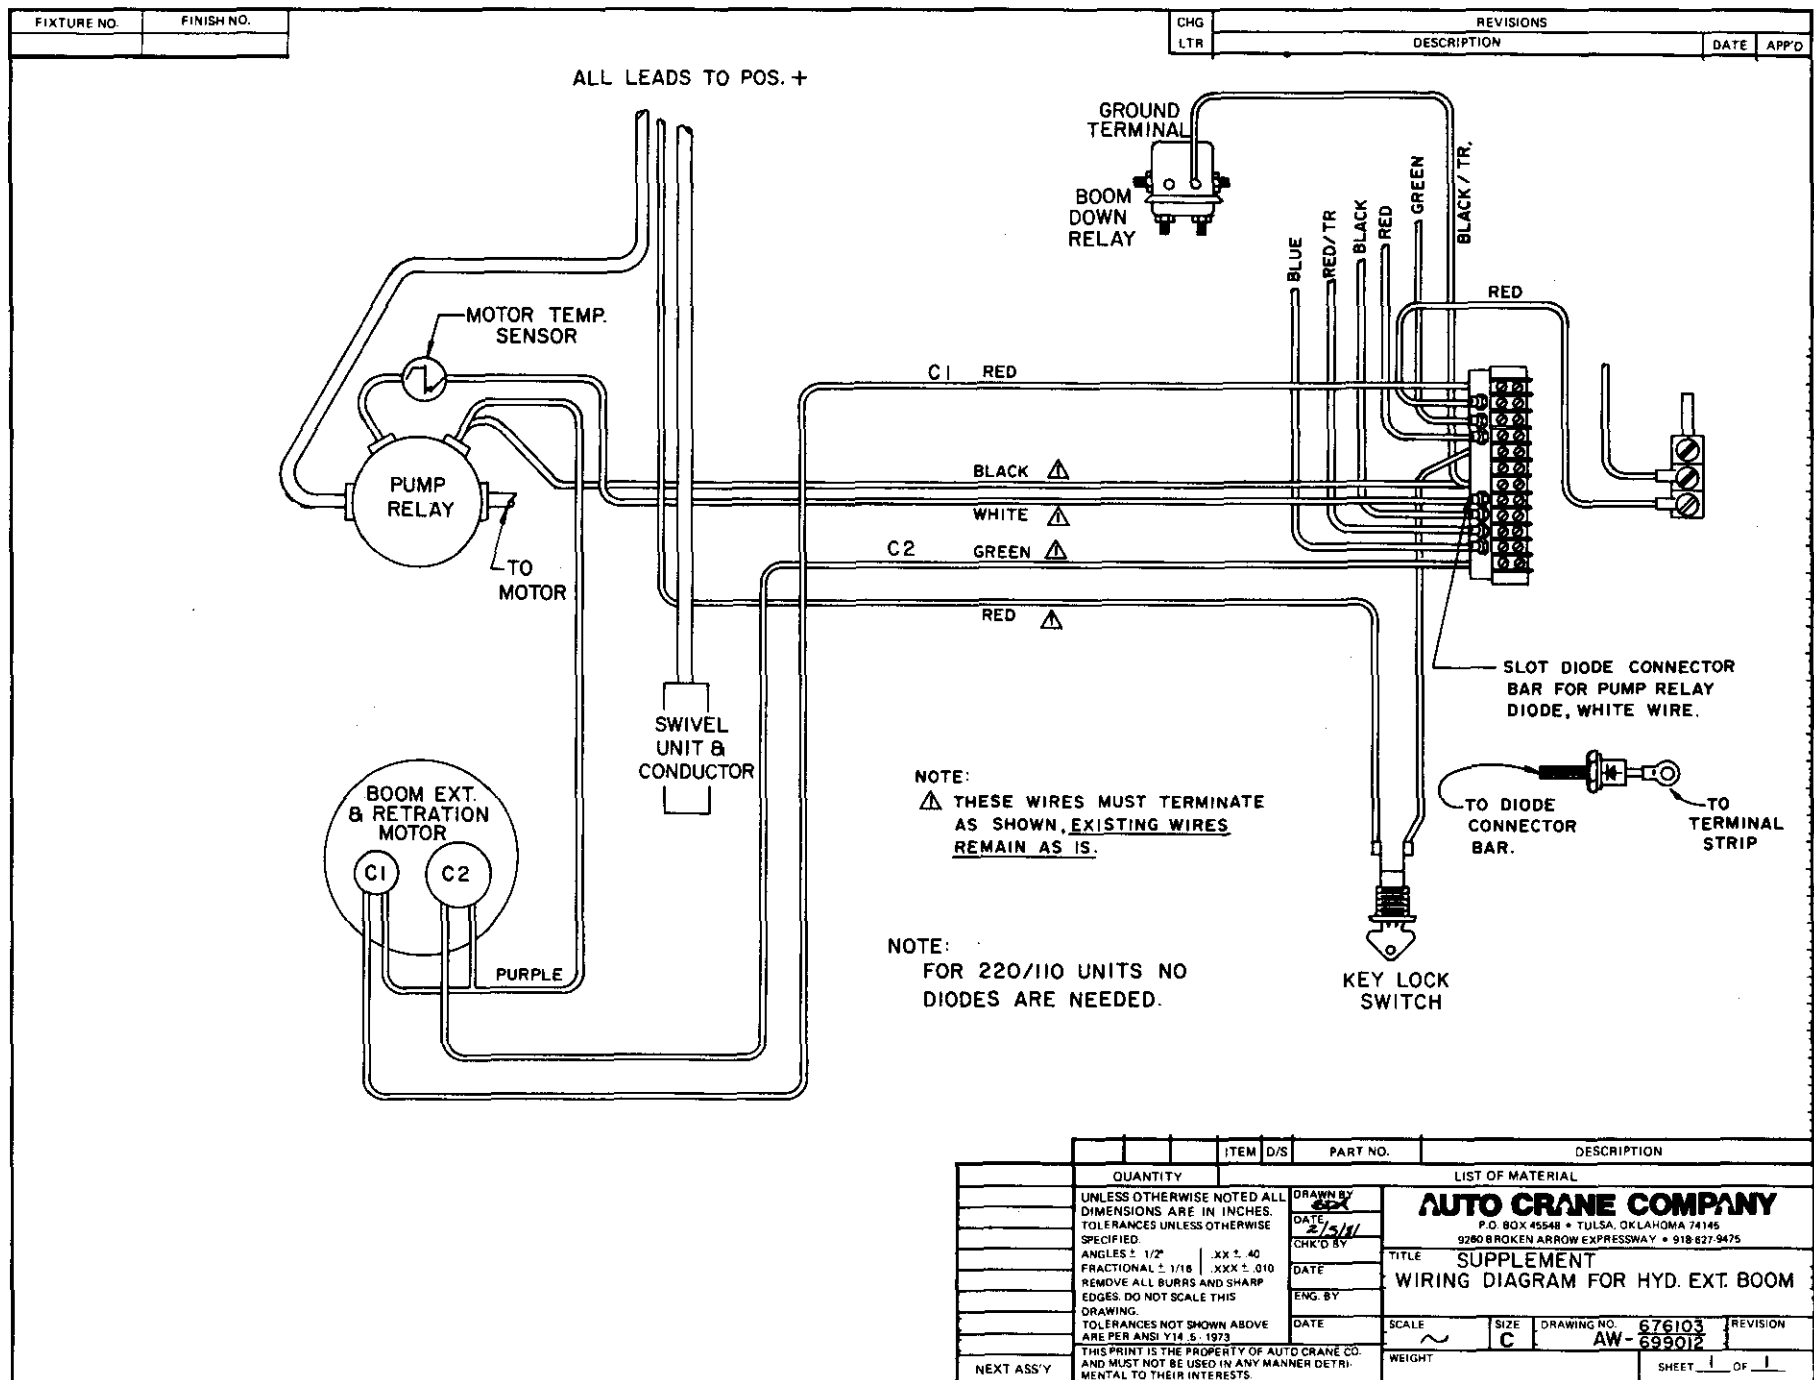 FIXTURE NO.
FINISH NO.
CHG
LTR
REVISIONS
DESCRIPTION
DATE
APP'D
ALL LEADS TO POS. +
GROUND
TERMINAL
BOOM
DOWN
RELAY
BLUE
RED/TR
BLACK
RED
GREEN
BLACK / TR.
RED
MOTOR TEMP.
SENSOR
C1 RED
PUMP
RELAY
BLACK 1
WHITE 1
C2 GREEN 1
TO
MOTOR
RED 1
SLOT DIODE CONNECTOR
BAR FOR PUMP RELAY
DIODE, WHITE WIRE.
SWIVEL
UNIT &
CONDUCTOR
BOOM EXT.
& RETRATION
MOTOR
C1
C2
PURPLE
NOTE:
1 THESE WIRES MUST TERMINATE
AS SHOWN, EXISTING WIRES
REMAIN AS IS.
TO DIODE
CONNECTOR
BAR.
TO
TERMINAL
STRIP
NOTE:
FOR 220/110 UNITS NO
DIODES ARE NEEDED.
KEY LOCK
SWITCH
ITEM
D/S
PART NO.
DESCRIPTION
QUANTITY
LIST OF MATERIAL
UNLESS OTHERWISE NOTED ALL
DIMENSIONS ARE IN INCHES.
TOLERANCES UNLESS OTHERWISE
SPECIFIED.
ANGLES ± 1/2° .XX ± .40
FRACTIONAL ± 1/16 .XXX ± .010
REMOVE ALL BURRS AND SHARP
EDGES. DO NOT SCALE THIS
DRAWING.
TOLERANCES NOT SHOWN ABOVE
ARE PER ANSI Y14.5-1973
THIS PRINT IS THE PROPERTY OF AUTO CRANE CO.
AND MUST NOT BE USED IN ANY MANNER DETRI-
MENTAL TO THEIR INTERESTS.
NEXT ASS'Y
DRAWN BY
DATE
2/5/81
CHK'D BY
DATE
ENG. BY
DATE
AUTO CRANE COMPANY
P.O. BOX 45548 • TULSA, OKLAHOMA 74145
9260 BROKEN ARROW EXPRESSWAY • 918-627-9475
TITLE SUPPLEMENT
WIRING DIAGRAM FOR HYD. EXT. BOOM
SCALE
~
SIZE
C
DRAWING NO. 676103
AW- 699012
REVISION
WEIGHT
SHEET 1 OF 1